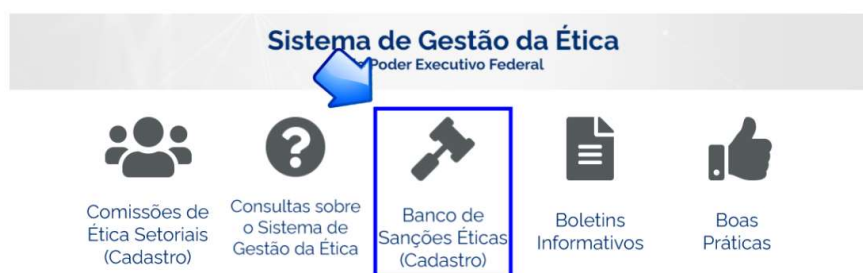 Sistema de Gestão da Ética
Poder Executivo Federal
Comissões de
Ética Setoriais
(Cadastro)
Consultas sobre
o Sistema de
Gestão da Ética
Banco de
Sanções Éticas
(Cadastro)
Boletins
Informativos
Boas
Práticas